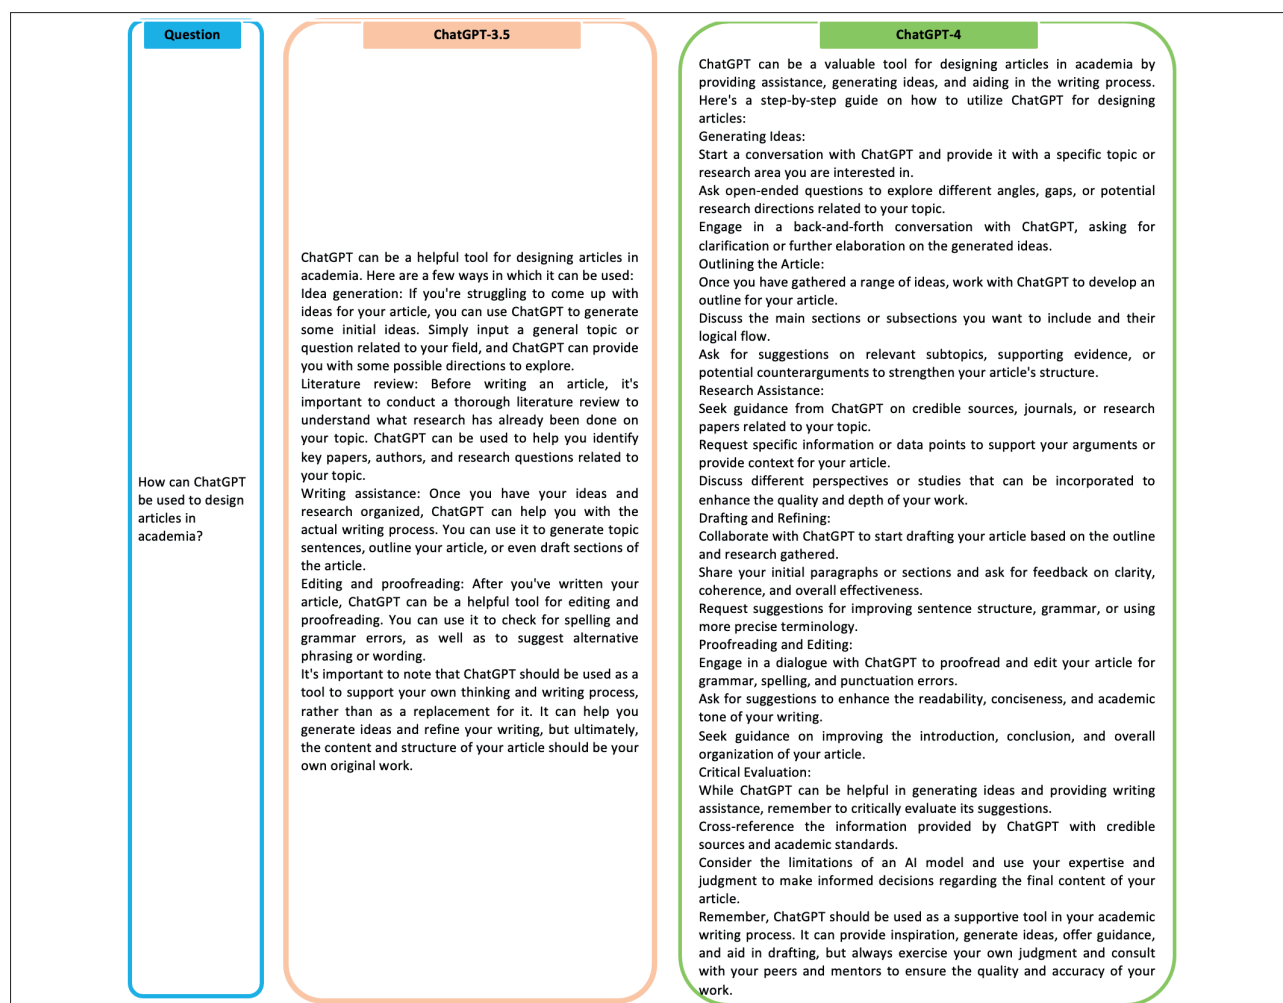 Question
How can ChatGPT
be used to design
articles in
academia?
ChatGPT-3.5
ChatGPT can be a helpful tool for designing articles in
academia. Here are a few ways in which it can be used:
Idea generation: If you're struggling to come up with
ideas for your article, you can use ChatGPT to generate
some initial ideas. Simply input a general topic or
question related to your field, and ChatGPT can provide
you with some possible directions to explore.
Literature review: Before writing an article, it's
important to conduct a thorough literature review to
understand what research has already been done on
your topic. ChatGPT can be used to help you identify
key papers, authors, and research questions related to
your topic.
Writing assistance: Once you have your ideas and
research organized, ChatGPT can help you with the
actual writing process. You can use it to generate topic
sentences, outline your article, or even draft sections of
the article.
Editing and proofreading: After you've written your
article, ChatGPT can be a helpful tool for editing and
proofreading. You can use it to check for spelling and
grammar errors, as well as to suggest alternative
phrasing or wording.
It's important to note that ChatGPT should be used as a
tool to support your own thinking and writing process,
rather than as a replacement for it. It can help you
generate ideas and refine your writing, but ultimately,
the content and structure of your article should be your
own original work.
ChatGPT-4
ChatGPT can be a valuable tool for designing articles in academia by
providing assistance, generating ideas, and aiding in the writing process.
Here's a step-by-step guide on how to utilize ChatGPT for designing
articles:
Generating Ideas:
Start a conversation with ChatGPT and provide it with a specific topic or
research area you are interested in.
Ask open-ended questions to explore different angles, gaps, or potential
research directions related to your topic.
Engage in a back-and-forth conversation with ChatGPT, asking for
clarification or further elaboration on the generated ideas.
Outlining the Article:
Once you have gathered a range of ideas, work with ChatGPT to develop an
outline for your article.
Discuss the main sections or subsections you want to include and their
logical flow.
Ask for suggestions on relevant subtopics, supporting evidence, or
potential counterarguments to strengthen your article's structure.
Research Assistance:
Seek guidance from ChatGPT on credible sources, journals, or research
papers related to your topic.
Request specific information or data points to support your arguments or
provide context for your article.
Discuss different perspectives or studies that can be incorporated to
enhance the quality and depth of your work.
Drafting and Refining:
Collaborate with ChatGPT to start drafting your article based on the outline
and research gathered.
Share your initial paragraphs or sections and ask for feedback on clarity,
coherence, and overall effectiveness.
Request suggestions for improving sentence structure, grammar, or using
more precise terminology.
Proofreading and Editing:
Engage in a dialogue with ChatGPT to proofread and edit your article for
grammar, spelling, and punctuation errors.
Ask for suggestions to enhance the readability, conciseness, and academic
tone of your writing.
Seek guidance on improving the introduction, conclusion, and overall
organization of your article.
Critical Evaluation:
While ChatGPT can be helpful in generating ideas and providing writing
assistance, remember to critically evaluate its suggestions.
Cross-reference the information provided by ChatGPT with credible
sources and academic standards.
Consider the limitations of an AI model and use your expertise and
judgment to make informed decisions regarding the final content of your
article.
Remember, ChatGPT should be used as a supportive tool in your academic
writing process. It can provide inspiration, generate ideas, offer guidance,
and aid in drafting, but always exercise your own judgment and consult
with your peers and mentors to ensure the quality and accuracy of your
work.